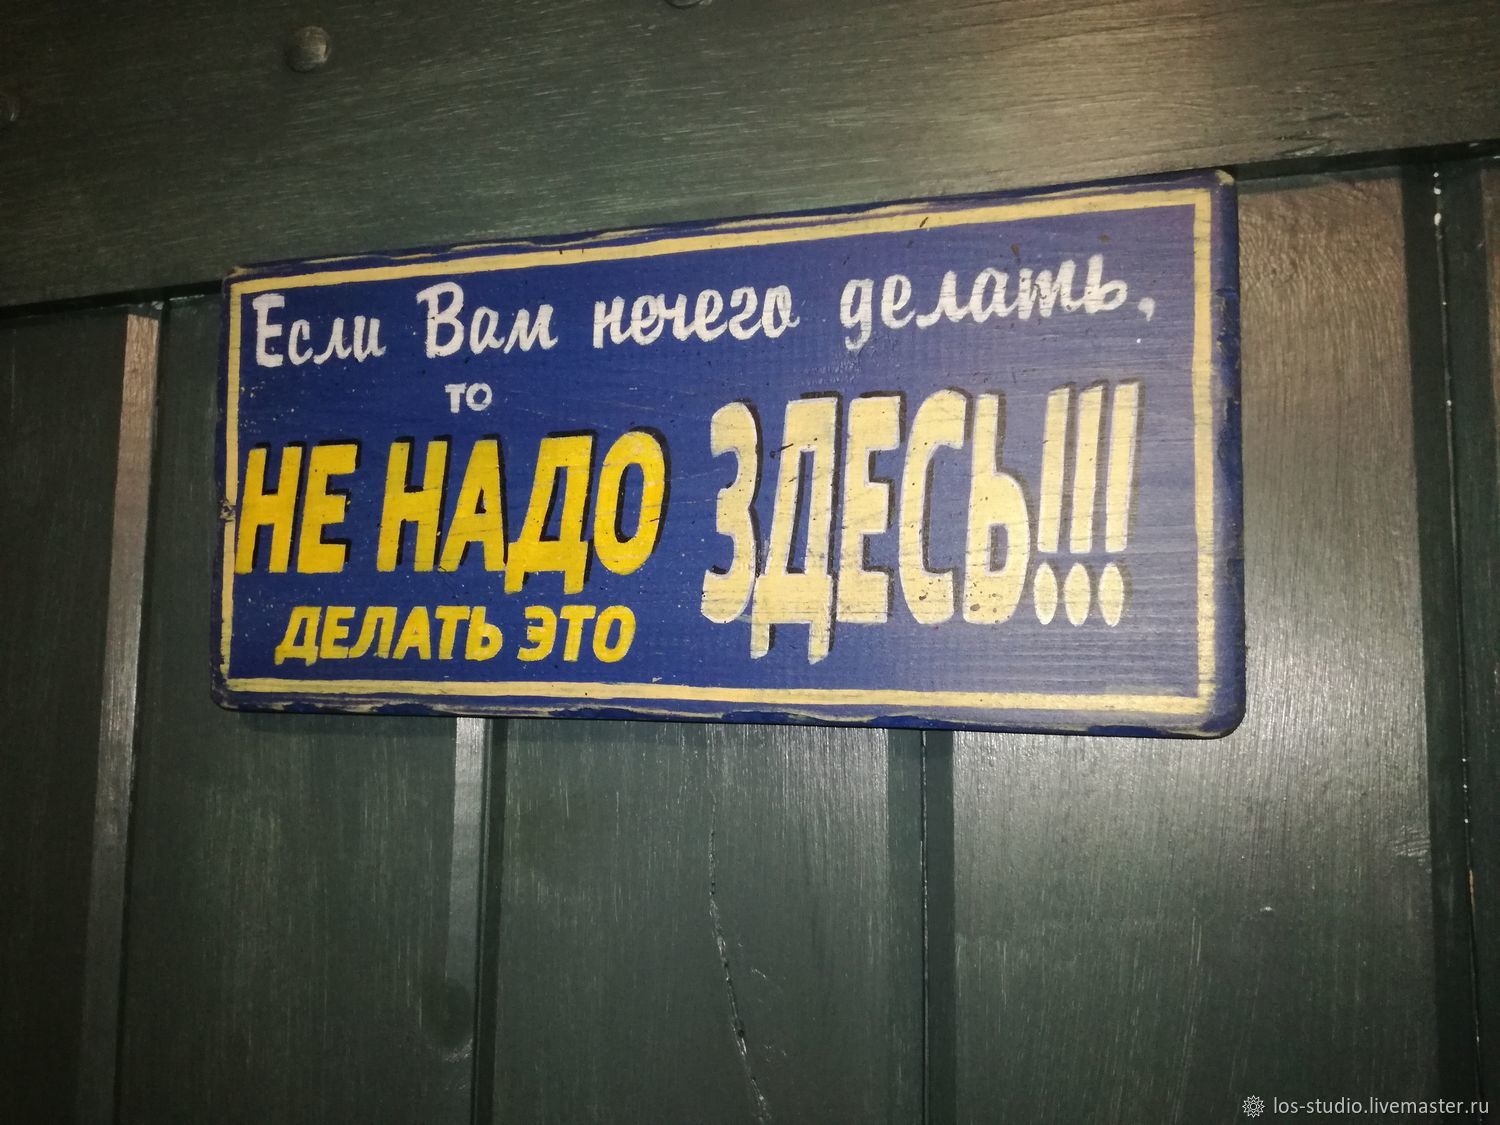 Если Вам нечего делать,
то
НЕ НАДО ЗДЕСЬ!!!
ДЕЛАТЬ ЭТО
los-studio.livemaster.ru